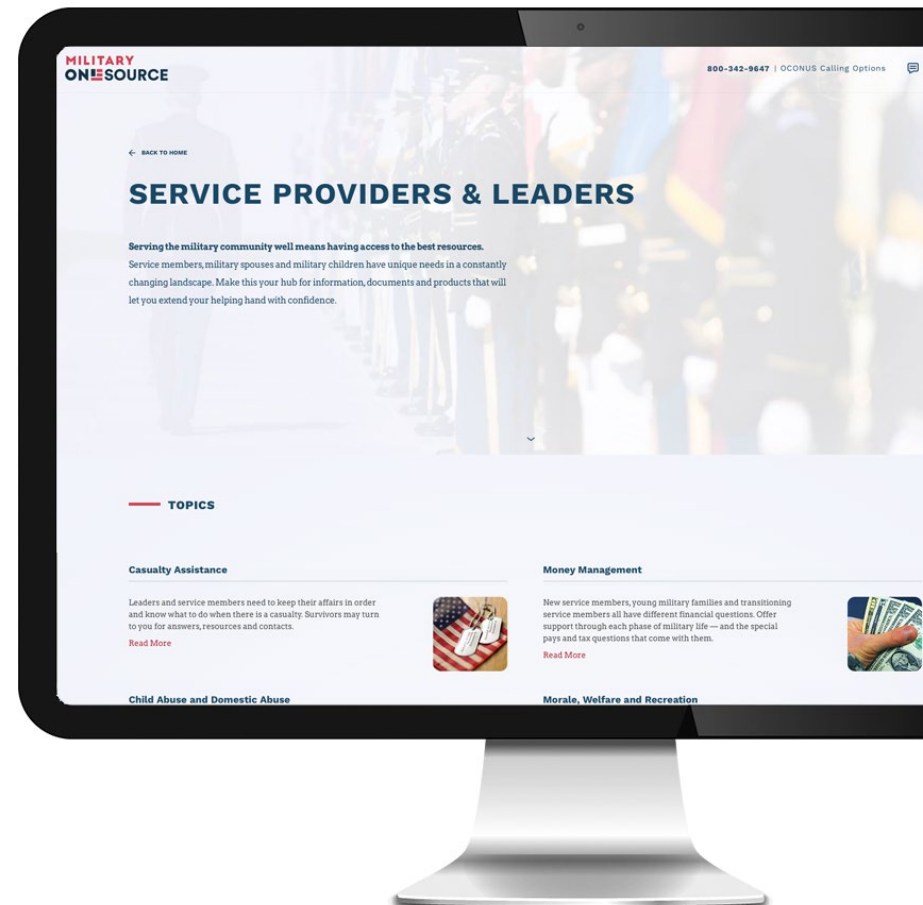 MILITARY
ONESOURCE
800-342-9647 | OCONUS Calling Options
← BACK TO HOME
SERVICE PROVIDERS & LEADERS
Serving the military community well means having access to the best resources.
Service members, military spouses and military children have unique needs in a constantly
changing landscape. Make this your hub for information, documents and products that will
let you extend your helping hand with confidence.
TOPICS
Casualty Assistance
Leaders and service members need to keep their affairs in order
and know what to do when there is a casualty. Survivors may turn
to you for answers, resources and contacts.
Read More
Money Management
New service members, young military families and transitioning
service members all have different financial questions. Offer
support through each phase of military life — and the special
pays and tax questions that come with them.
Read More
Child Abuse and Domestic Abuse
Morale, Welfare and Recreation